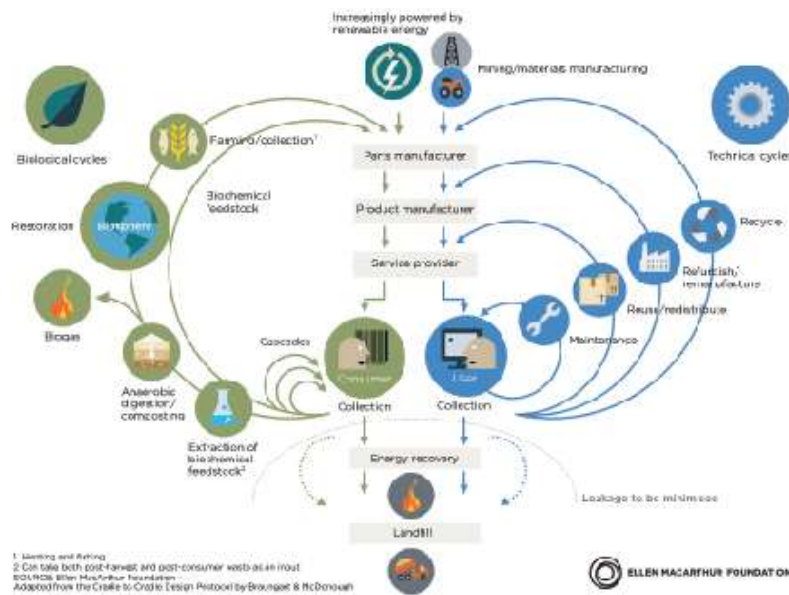 Increasingly powered by
renewable energy
Mining/materials manufacturing
Biological cycles
Farming/collection¹
Parts manufacturer
Technical cycles
Biochemical
feedstock
Product manufacturer
Restoration
Biosphere
Recycle
Service provider
Refurbish/
remanufacture
Reuse/redistribute
Biogas
Cascades
Maintenance
Consumer
User
Anaerobic
digestion/
composting
Collection
Collection
Extraction of
biochemical
feedstock²
Energy recovery
Leakage to be minimised
Landfill
1 Hunting and fishing
2 Can take both post-harvest and post-consumer waste as an input
SOURCE: Ellen MacArthur Foundation
Adapted from the Cradle to Cradle Design Protocol by Braungart & McDonough
ELLEN MACARTHUR FOUNDATION